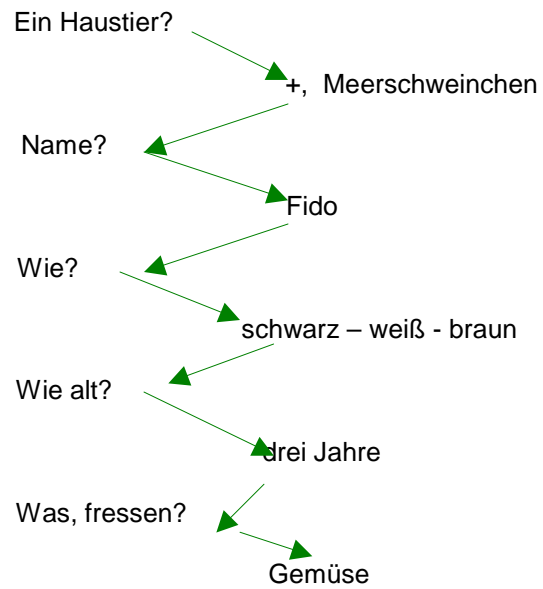 Ein Haustier?
+, Meerschweinchen
Name?
Fido
Wie?
schwarz – weiß - braun
Wie alt?
drei Jahre
Was, fressen?
Gemüse